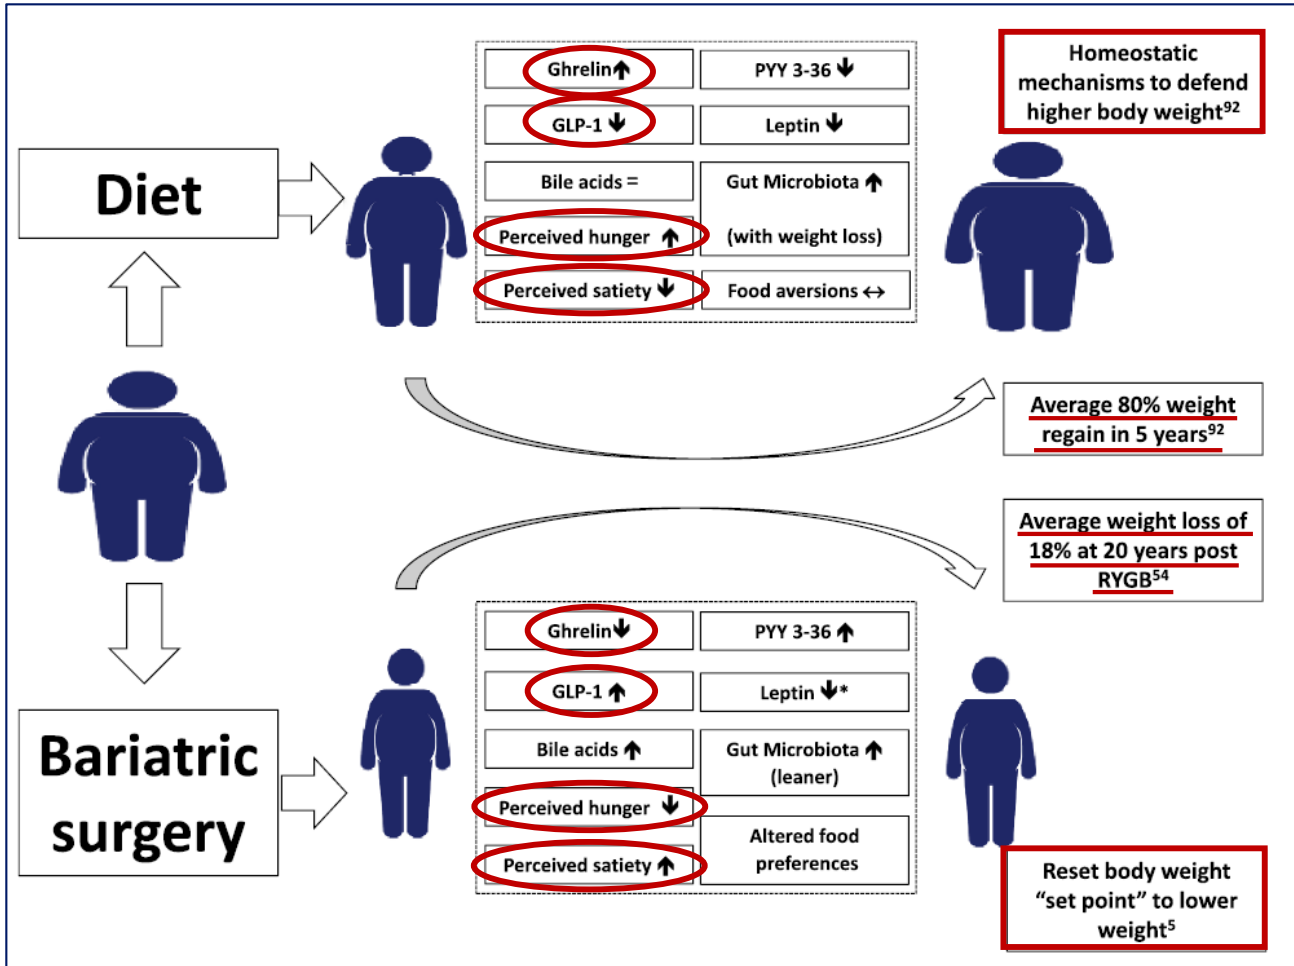 Diet
Bariatric
surgery
Ghrelin ↑
PYY 3-36 ↓
GLP-1 ↓
Leptin ↓
Bile acids =
Gut Microbiota ↑
(with weight loss)
Perceived hunger ↑
Perceived satiety ↓
Food aversions ↔
Homeostatic
mechanisms to defend
higher body weight⁹²
Average 80% weight
regain in 5 years⁹²
Average weight loss of
18% at 20 years post
RYGB⁵⁴
Ghrelin ↓
PYY 3-36 ↑
GLP-1 ↑
Leptin ↓*
Bile acids ↑
Gut Microbiota ↑
(leaner)
Perceived hunger ↓
Perceived satiety ↑
Altered food
preferences
Reset body weight
“set point” to lower
weight⁵